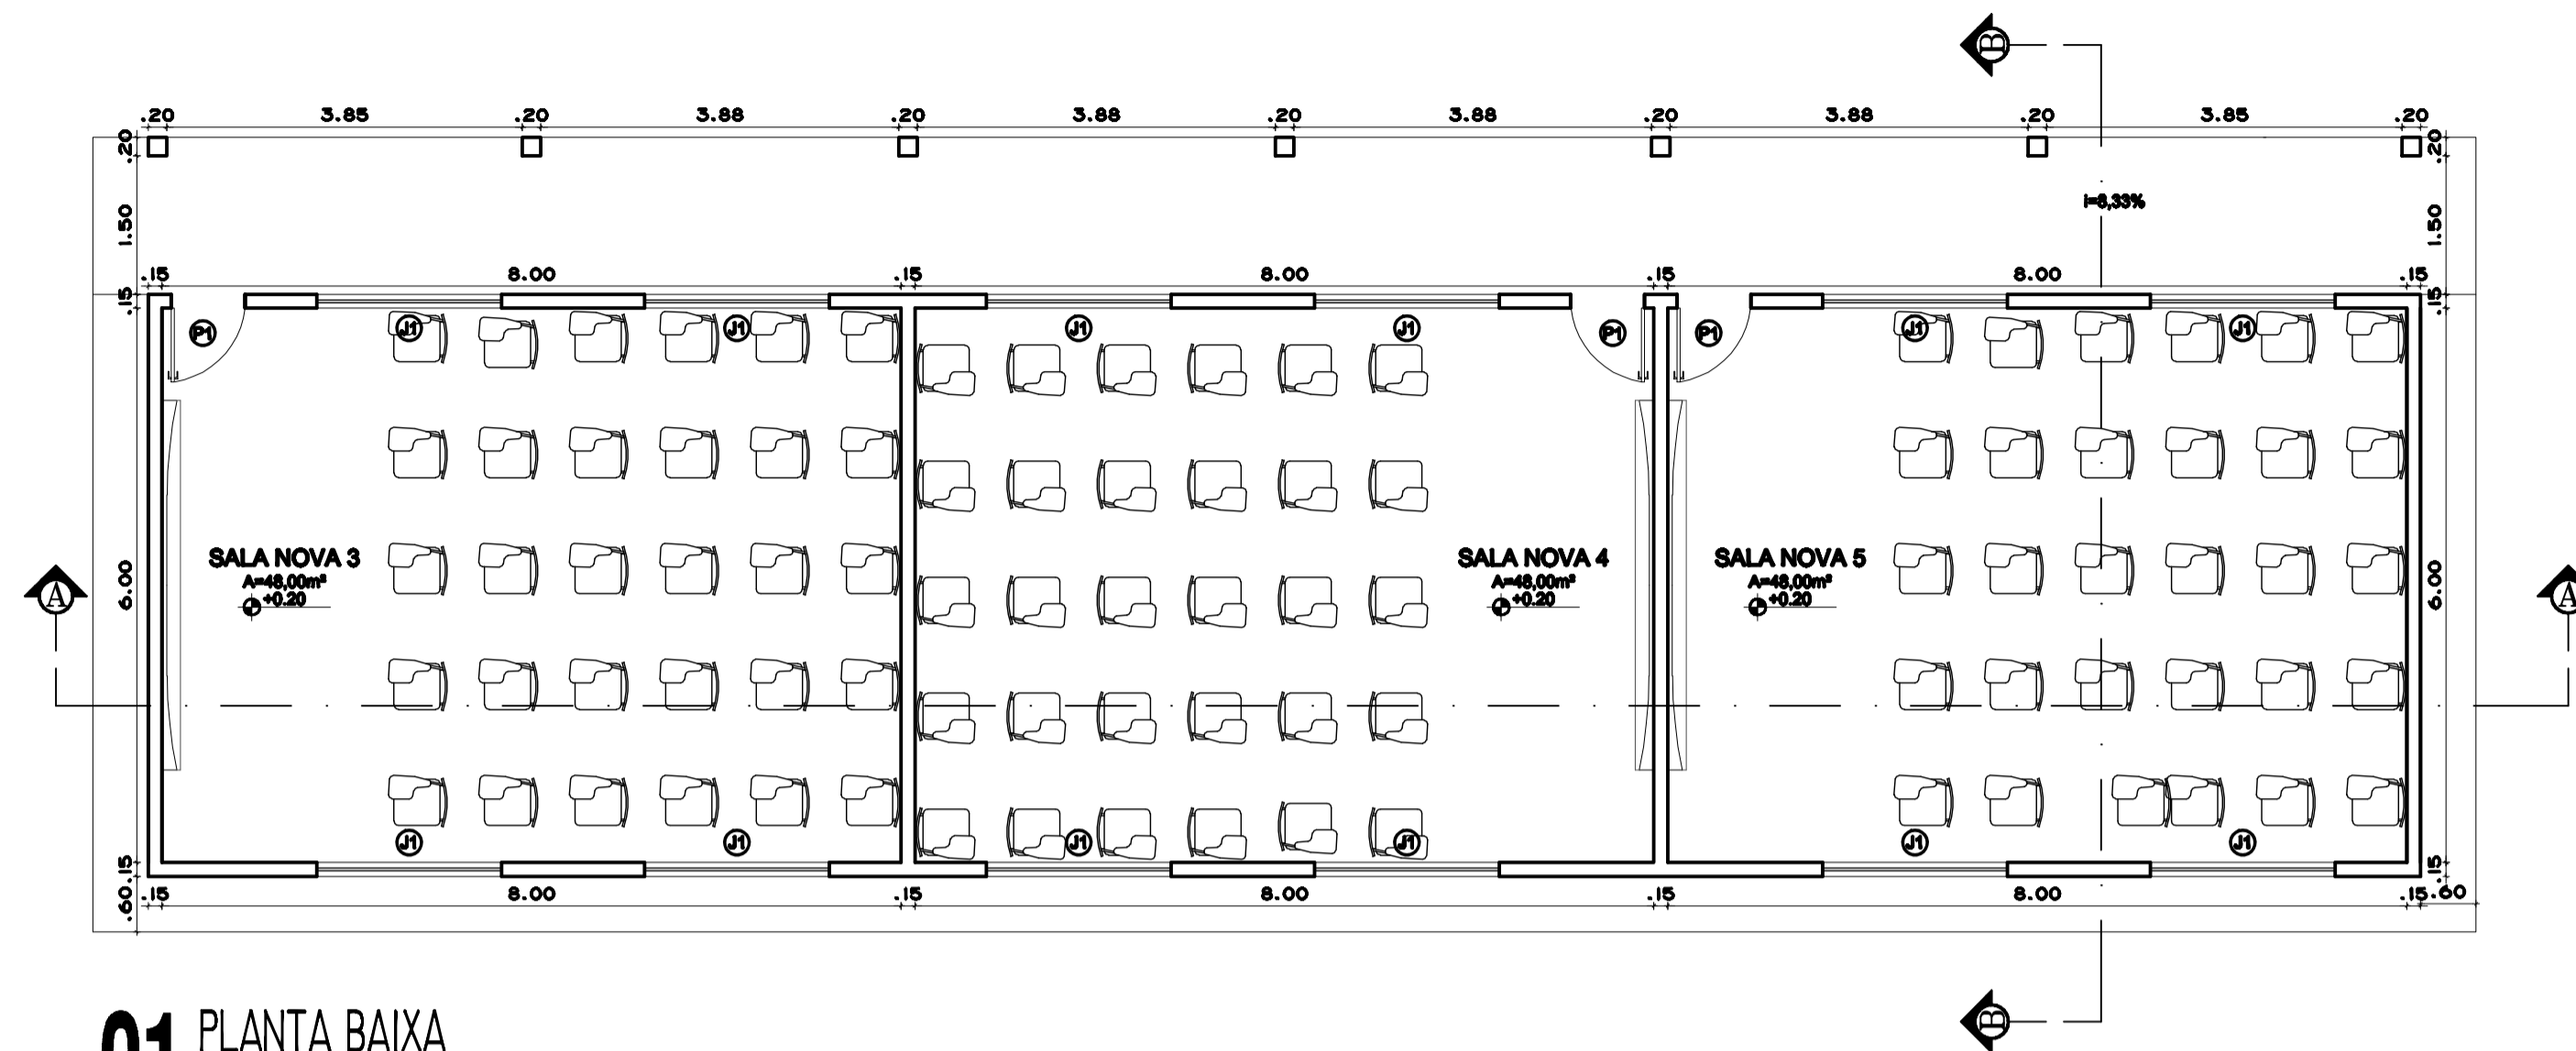 B
.20 3.85 .20 3.88 .20 3.88 .20 3.88 .20 3.88 .20 3.85 .20
.20 .20
i=8,33%
1.50 1.50
.15 8.00 .15 8.00 .15 8.00 .15
.15 .15
P1 J1 J1 J1 J1 P1 P1 J1 J1
SALA NOVA 3 SALA NOVA 4 SALA NOVA 5
A=48,00m² A=48,00m² A=48,00m²
+0.20 +0.20 +0.20
A 6.00 6.00 A
J1 J1 J1 J1 J1 J1
.15 .15
.60 .15 8.00 .15 8.00 .15 8.00 .15 .60
01 PLANTA BAIXA
B